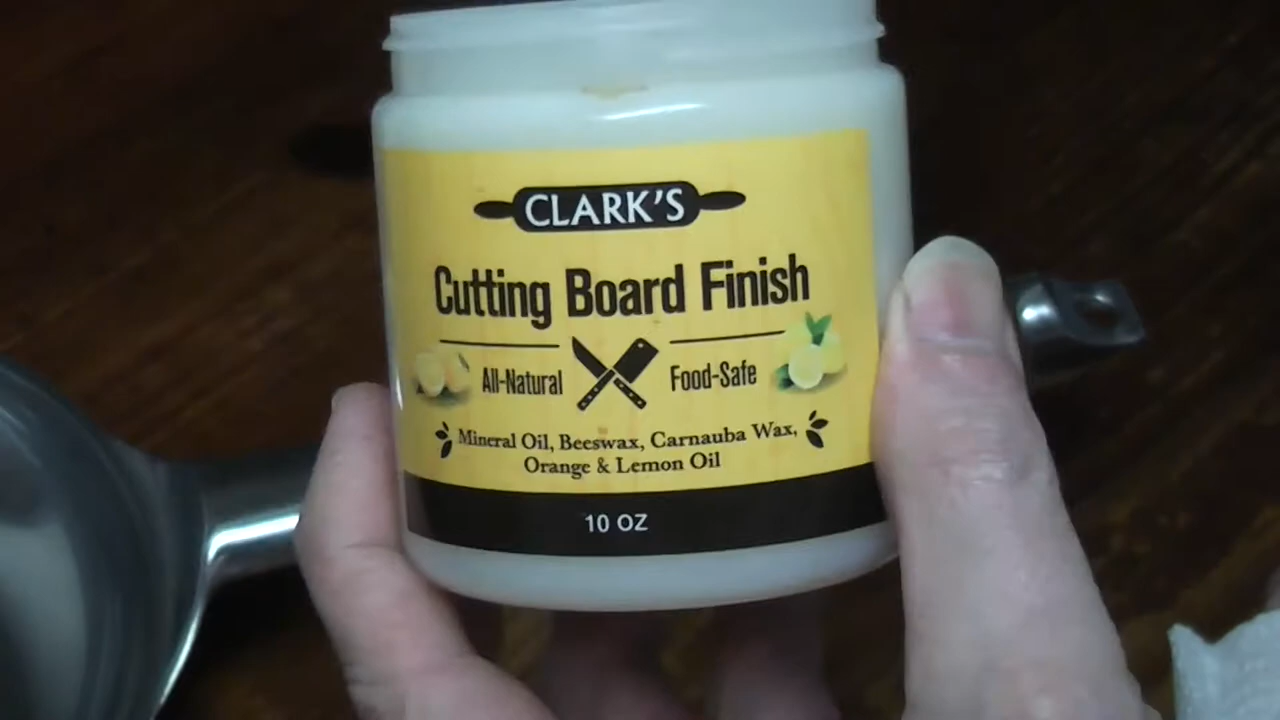 CLARK'S
Cutting Board Finish
All-Natural Food-Safe
Mineral Oil, Beeswax, Carnauba Wax,
Orange & Lemon Oil
10 OZ